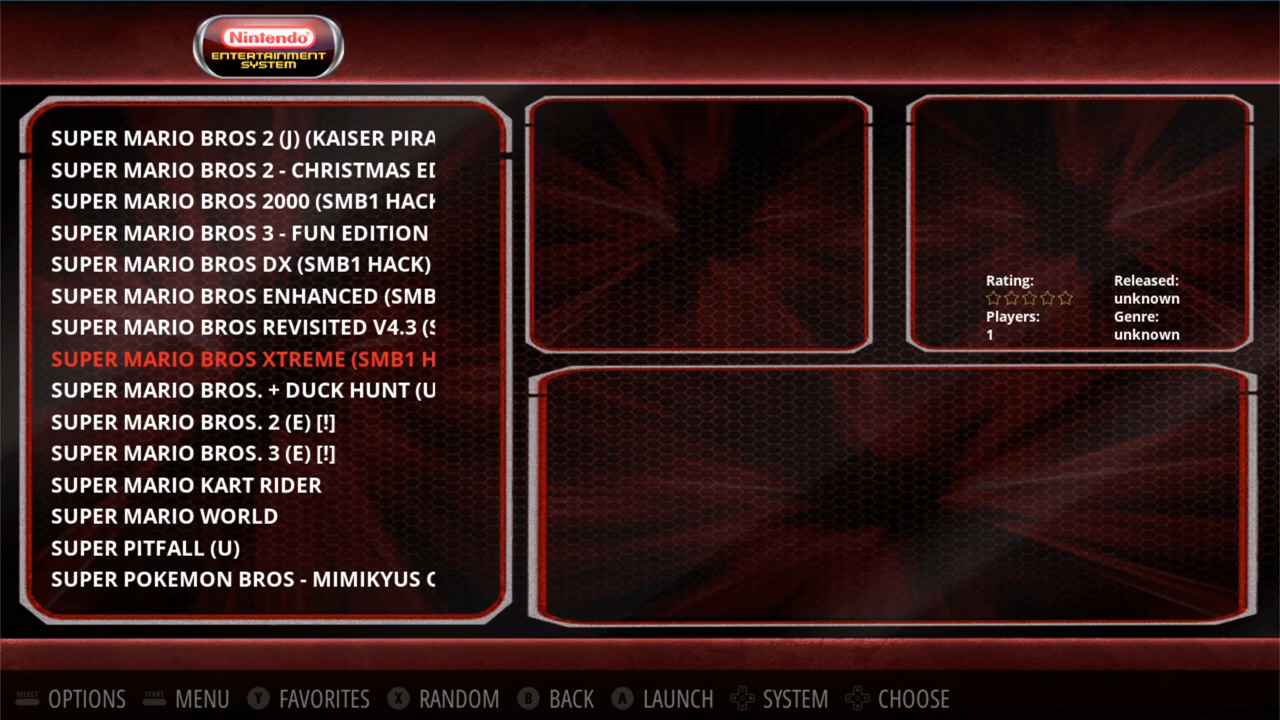 Nintendo
ENTERTAINMENT
SYSTEM
SUPER MARIO BROS 2 (J) (KAISER PIRA
SUPER MARIO BROS 2 - CHRISTMAS ED
SUPER MARIO BROS 2000 (SMB1 HACK
SUPER MARIO BROS 3 - FUN EDITION
SUPER MARIO BROS DX (SMB1 HACK)
SUPER MARIO BROS ENHANCED (SMB
SUPER MARIO BROS REVISITED V4.3 (S
SUPER MARIO BROS XTREME (SMB1 H
SUPER MARIO BROS. + DUCK HUNT (U
SUPER MARIO BROS. 2 (E) [!]
SUPER MARIO BROS. 3 (E) [!]
SUPER MARIO KART RIDER
SUPER MARIO WORLD
SUPER PITFALL (U)
SUPER POKEMON BROS - MIMIKYUS C
Rating:
Players:
1
Released:
unknown
Genre:
unknown
SELECT OPTIONS START MENU Y FAVORITES X RANDOM B BACK A LAUNCH SYSTEM CHOOSE